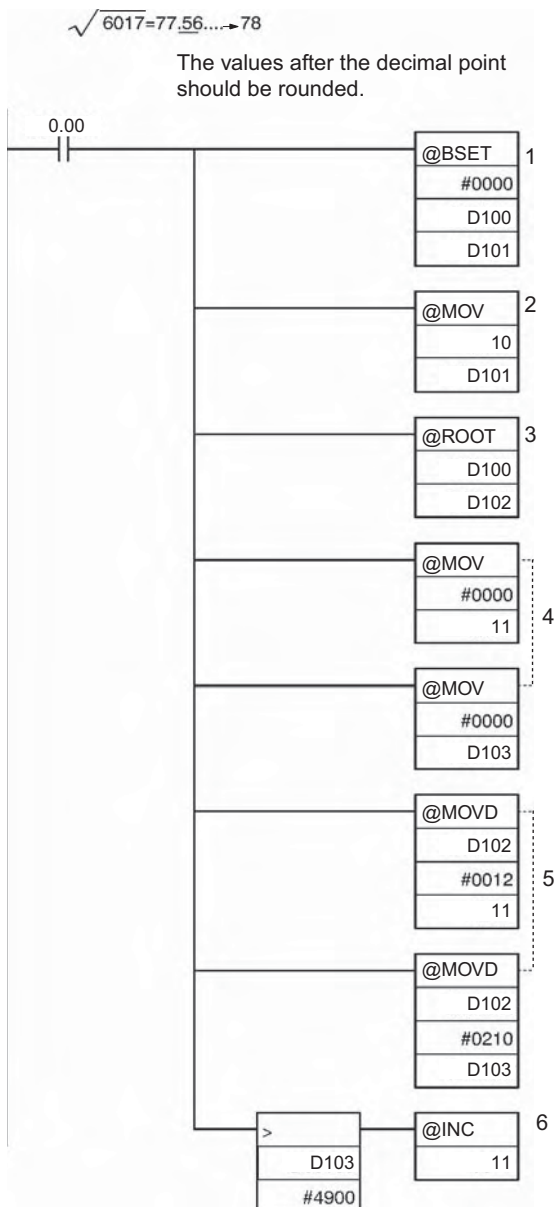 √6017=77.56....→78
The values after the decimal point
should be rounded.
0.00
@BSET 1
#0000
D100
D101
@MOV 2
10
D101
@ROOT 3
D100
D102
@MOV
#0000
11
4
@MOV
#0000
D103
@MOVD
D102
#0012
11
5
@MOVD
D102
#0210
D103
> @INC 6
D103 11
#4900